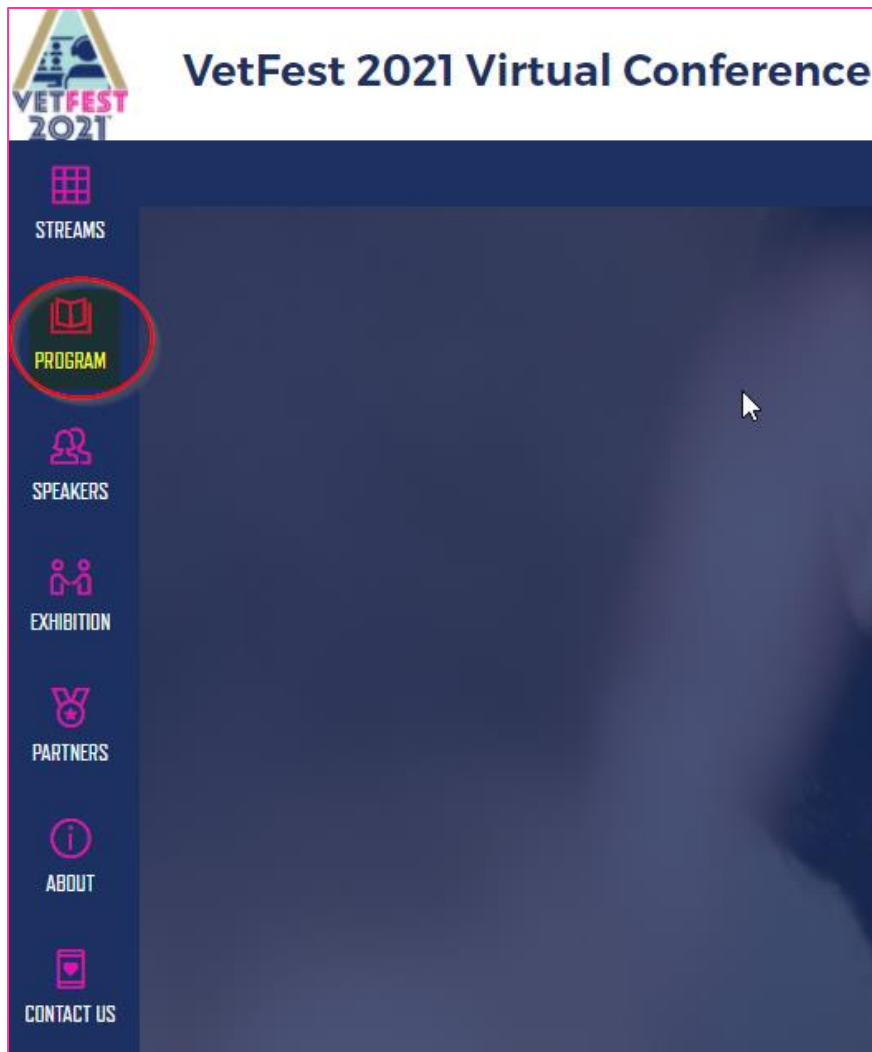 VETFEST
2021
VetFest 2021 Virtual Conference
STREAMS
PROGRAM
SPEAKERS
EXHIBITION
PARTNERS
ABOUT
CONTACT US